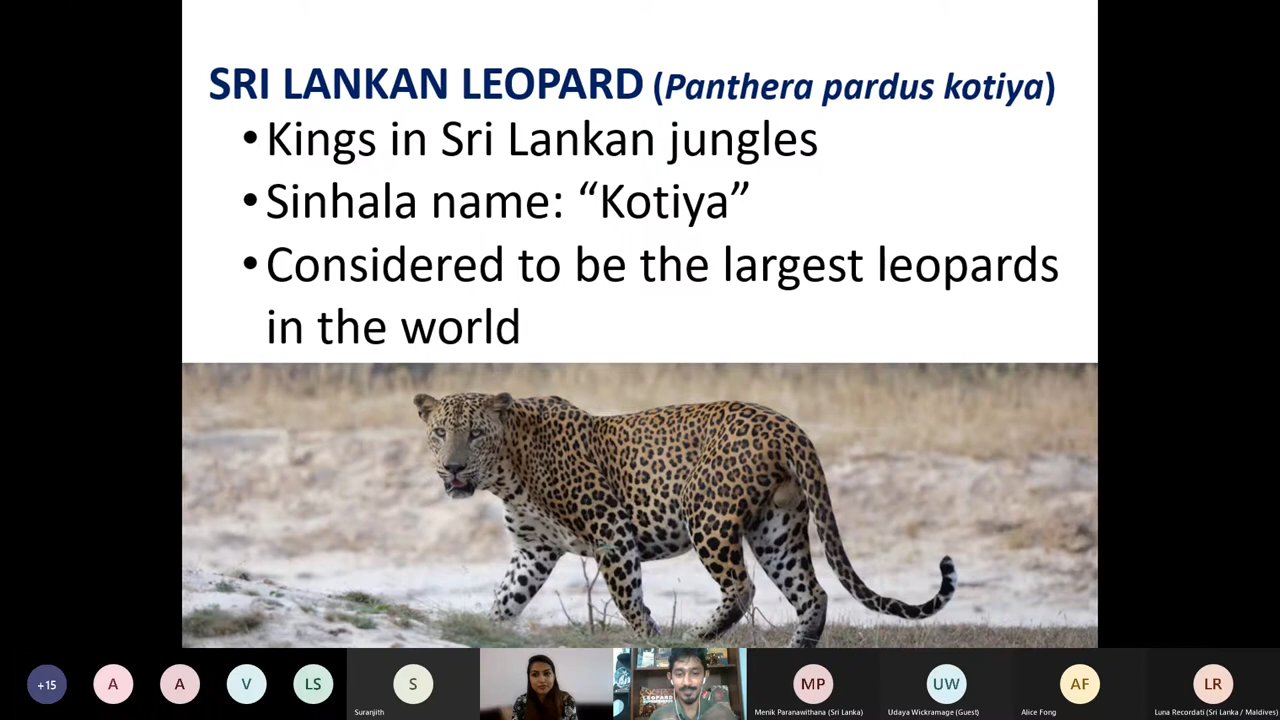 SRI LANKAN LEOPARD (Panthera pardus kotiya)
•Kings in Sri Lankan jungles
•Sinhala name: “Kotiya”
•Considered to be the largest leopards
in the world
+15
A
A
V
LS
S
Suranjith
LEOPARD
MP
Menik Paranawithana (Sri Lanka)
UW
Udaya Wickramage (Guest)
AF
Alice Fong
LR
Luna Recordati (Sri Lanka / Maldives)